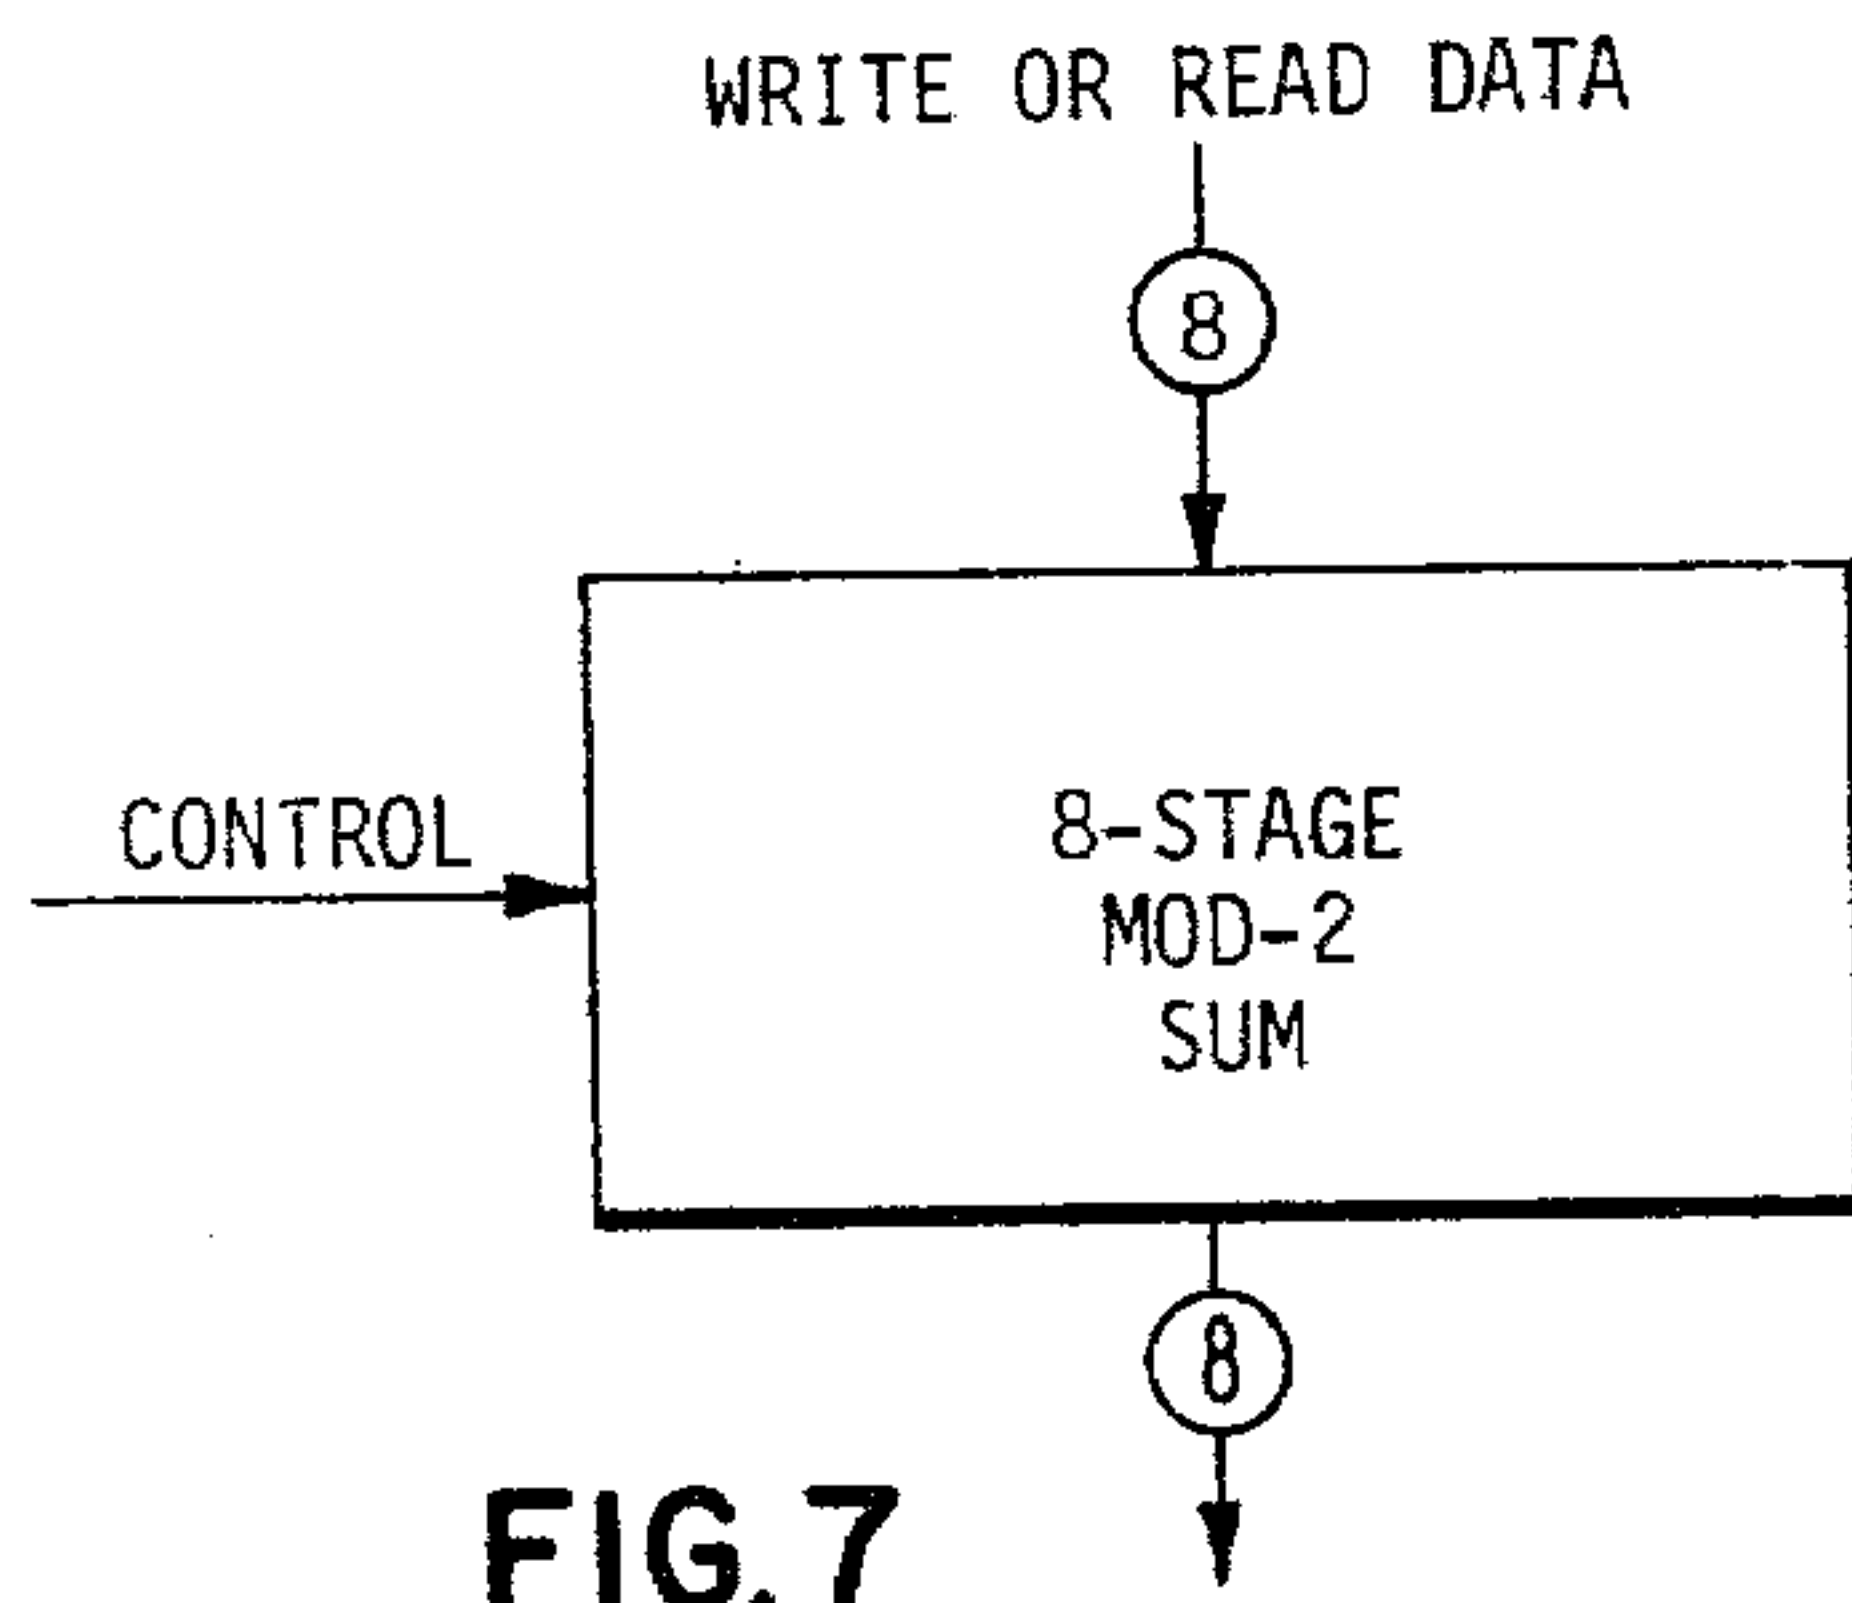 WRITE OR READ DATA
8
CONTROL
8-STAGE
MOD-2
SUM
8
FIG.7